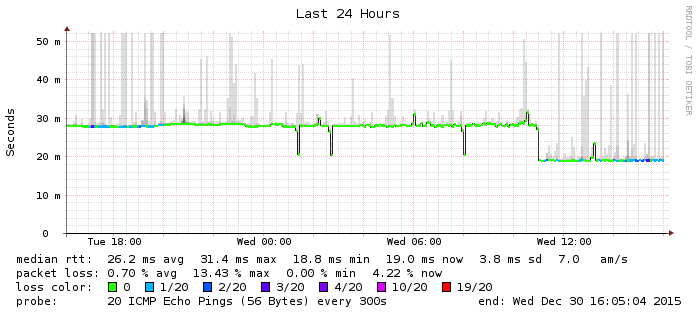 Last 24 Hours
RRDTOOL / TOBI OETIKER
Seconds
50 m
40 m
30 m
20 m
10 m
0
Tue 18:00 Wed 00:00 Wed 06:00 Wed 12:00
median rtt: 26.2 ms avg 31.4 ms max 18.8 ms min 19.0 ms now 3.8 ms sd 7.0 am/s
packet loss: 0.70 % avg 13.43 % max 0.00 % min 4.22 % now
loss color: 0 1/20 2/20 3/20 4/20 10/20 19/20
probe: 20 ICMP Echo Pings (56 Bytes) every 300s end: Wed Dec 30 16:05:04 2015